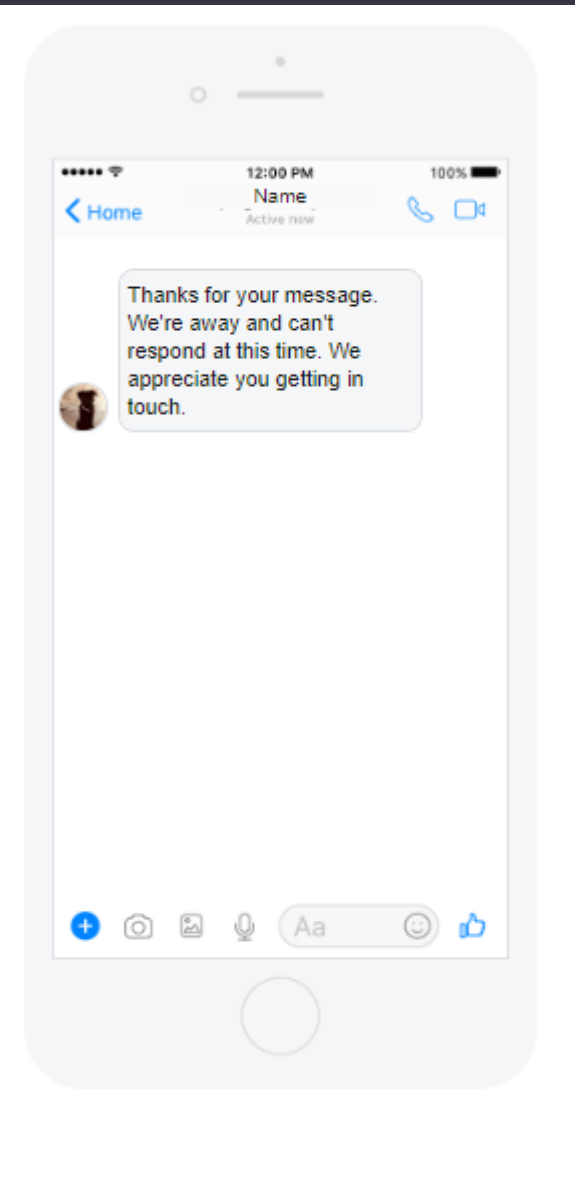 12:00 PM
100%
Home
Name
Active now
Thanks for your message.
We're away and can't
respond at this time. We
appreciate you getting in
touch.
Aa